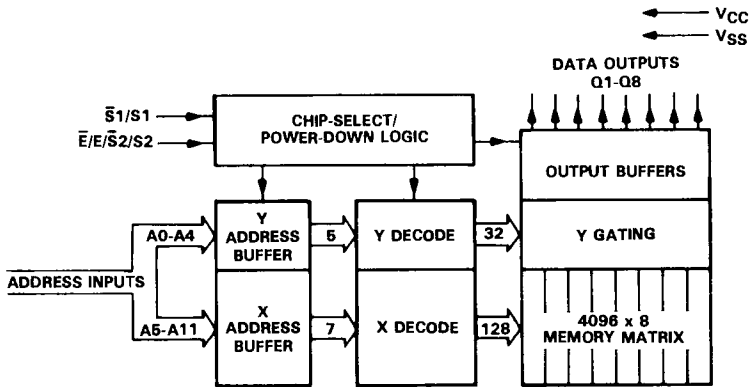 VCC
VSS
DATA OUTPUTS
Q1-Q8
S̅1/S1
E̅/E/S̅2/S2
CHIP-SELECT/
POWER-DOWN LOGIC
OUTPUT BUFFERS
A0-A4
Y
ADDRESS
BUFFER
5
Y DECODE
32
Y GATING
ADDRESS INPUTS
A5-A11
X
ADDRESS
BUFFER
7
X DECODE
128
4096 x 8
MEMORY MATRIX